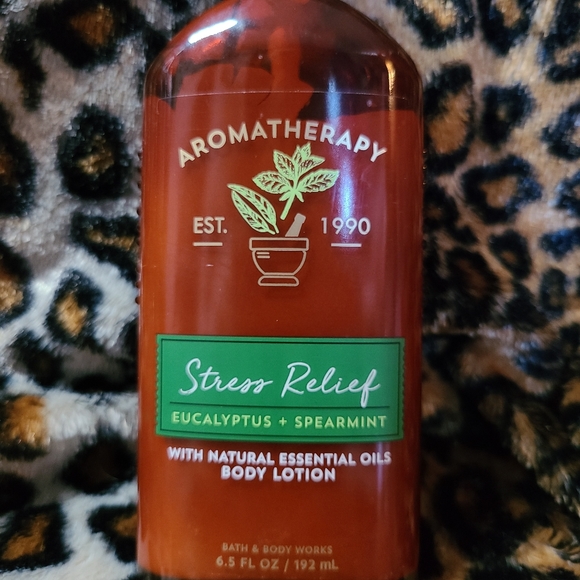 AROMATHERAPY
EST. 1990
Stress Relief
EUCALYPTUS + SPEARMINT
WITH NATURAL ESSENTIAL OILS
BODY LOTION
BATH & BODY WORKS
6.5 FL OZ / 192 mL